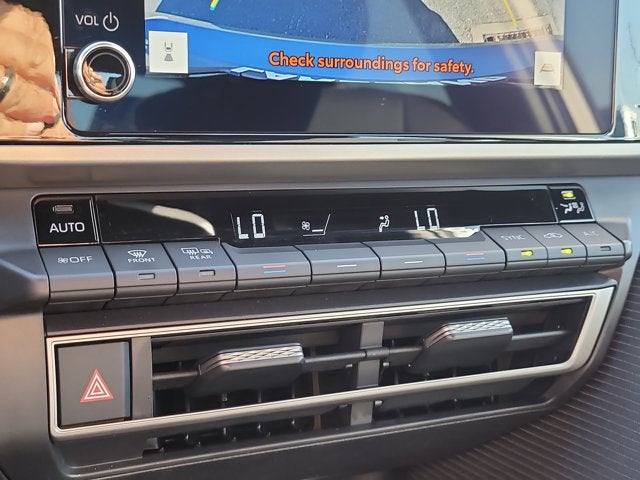 VOL
Check surroundings for safety.
AUTO
LO
LO
OFF
FRONT
REAR
SYNC
A/C